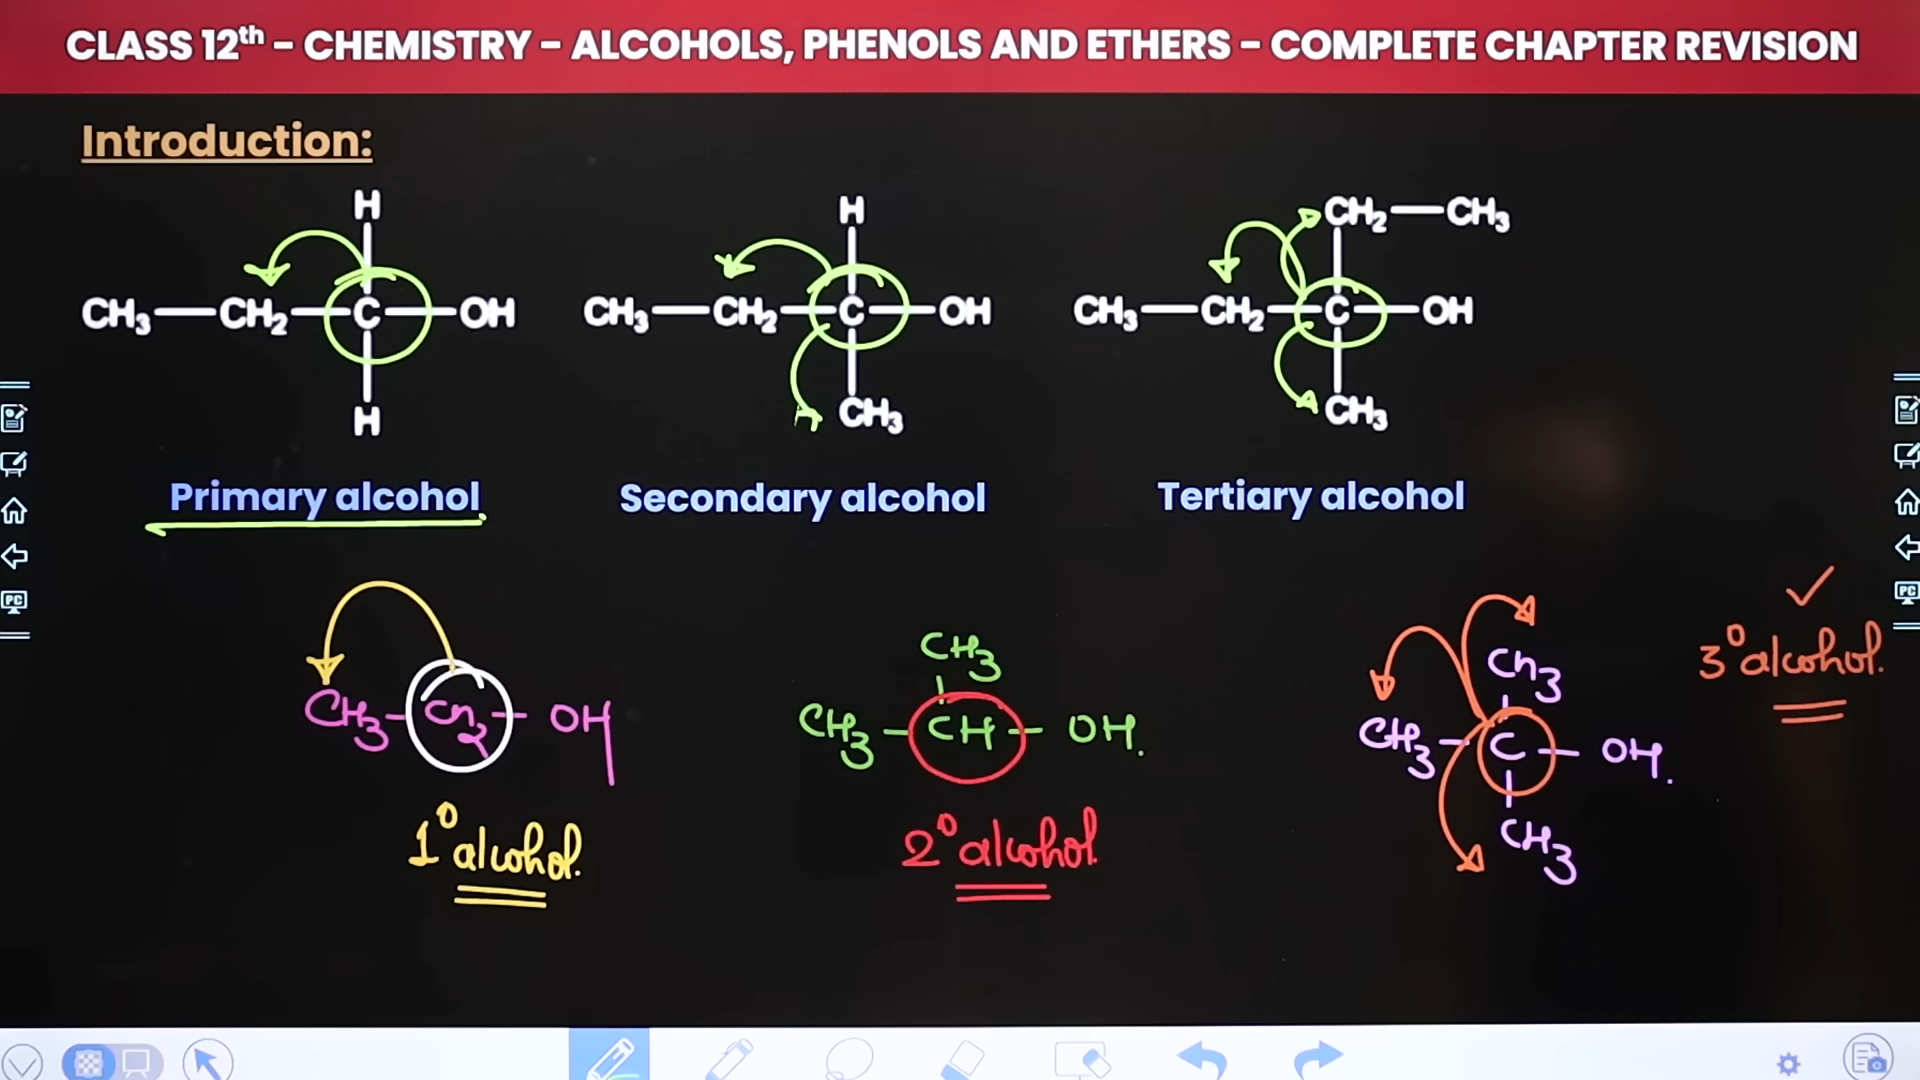 CLASS 12th - CHEMISTRY - ALCOHOLS, PHENOLS AND ETHERS - COMPLETE CHAPTER REVISION
Introduction:
H
CH3—CH2—C—OH
H
Primary alcohol
H
CH3—CH2—C—OH
CH3
Secondary alcohol
CH2—CH3
CH3—CH2—C—OH
CH3
Tertiary alcohol
CH3-CH2-OH
1° alcohol.
CH3
CH3-CH-OH.
2° alcohol.
CH3
CH3-C-OH.
CH3
3° alcohol.
PC
PC